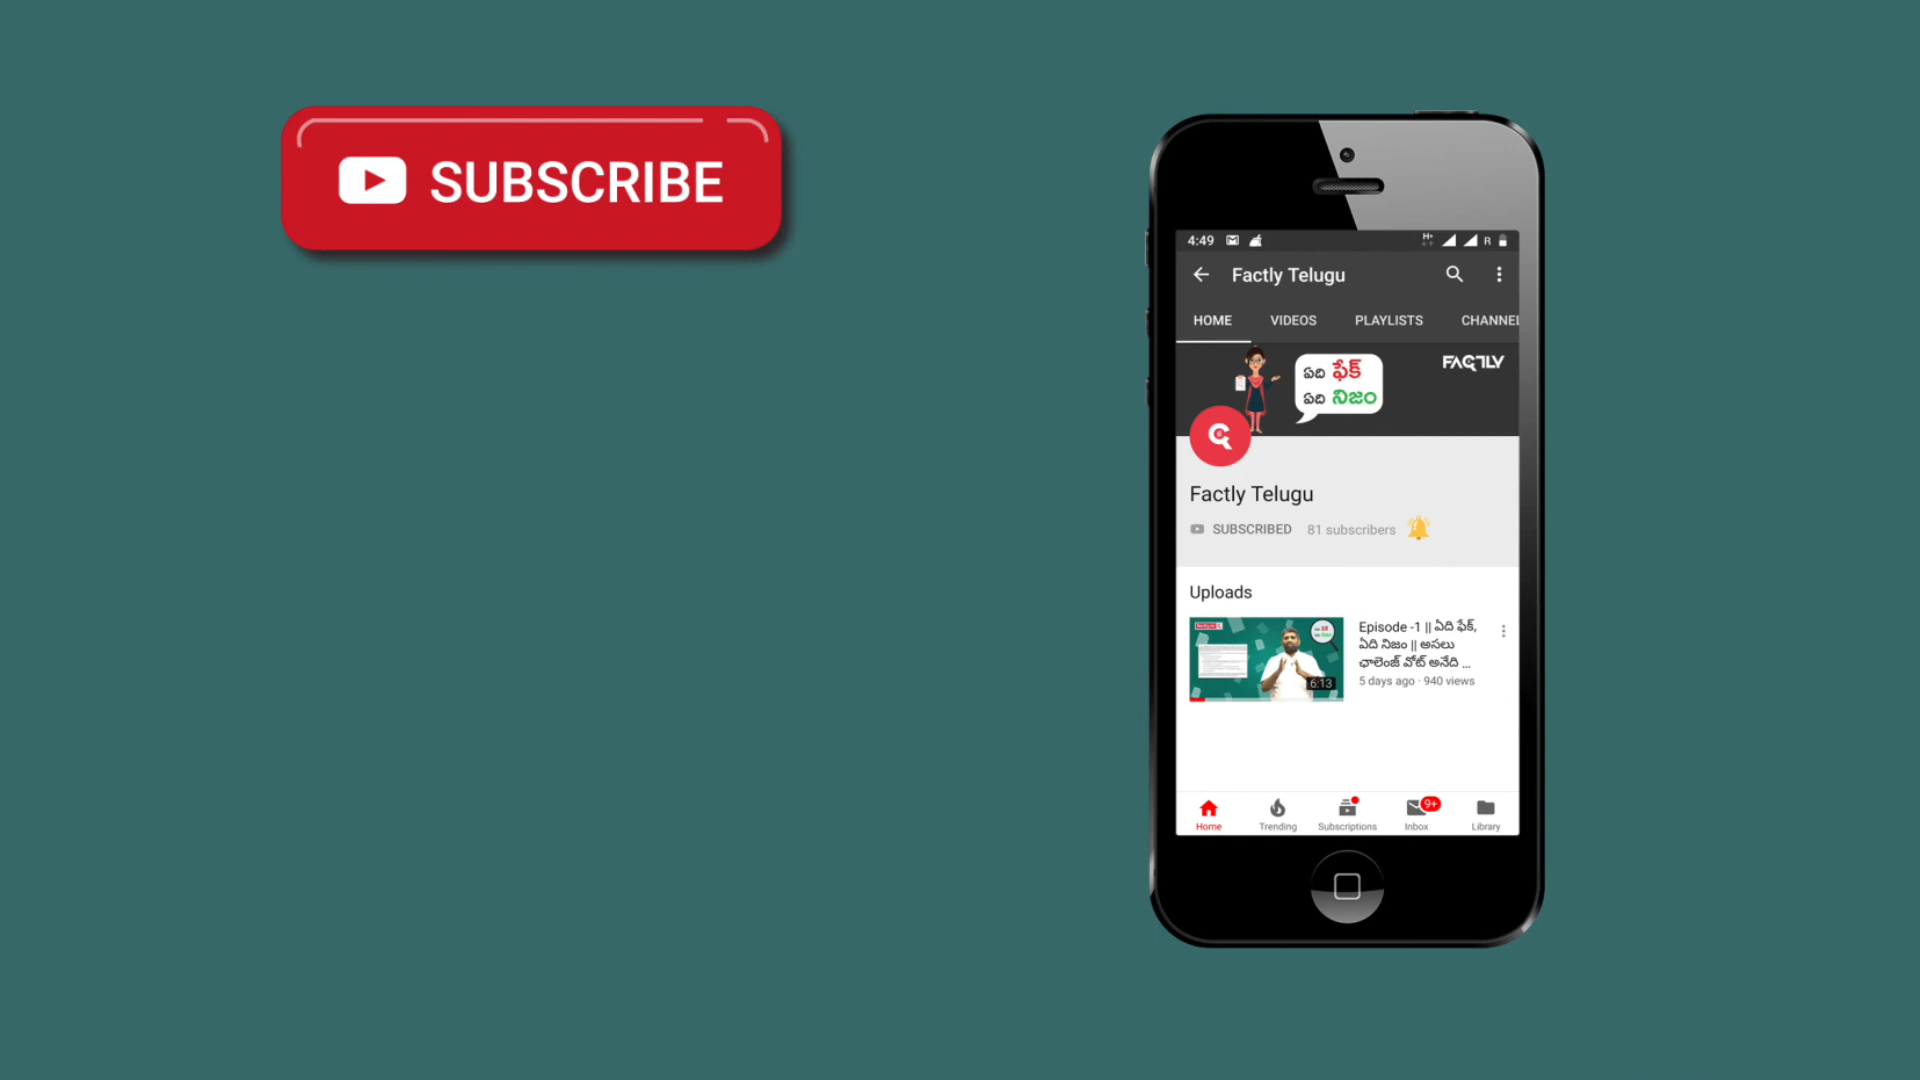 SUBSCRIBE
4:49
H+
R
Factly Telugu
HOME VIDEOS PLAYLISTS CHANNEL
ఏది ఫేక్
ఏది నిజం
FACTLY
Factly Telugu
SUBSCRIBED 81 subscribers
Uploads
Episode -1 || ఏది ఫేక్,
ఏది నిజం || అసలు
ఛాలెంజ్ వోట్ అనేది ...
5 days ago · 940 views
6:13
9+
Home Trending Subscriptions Inbox Library